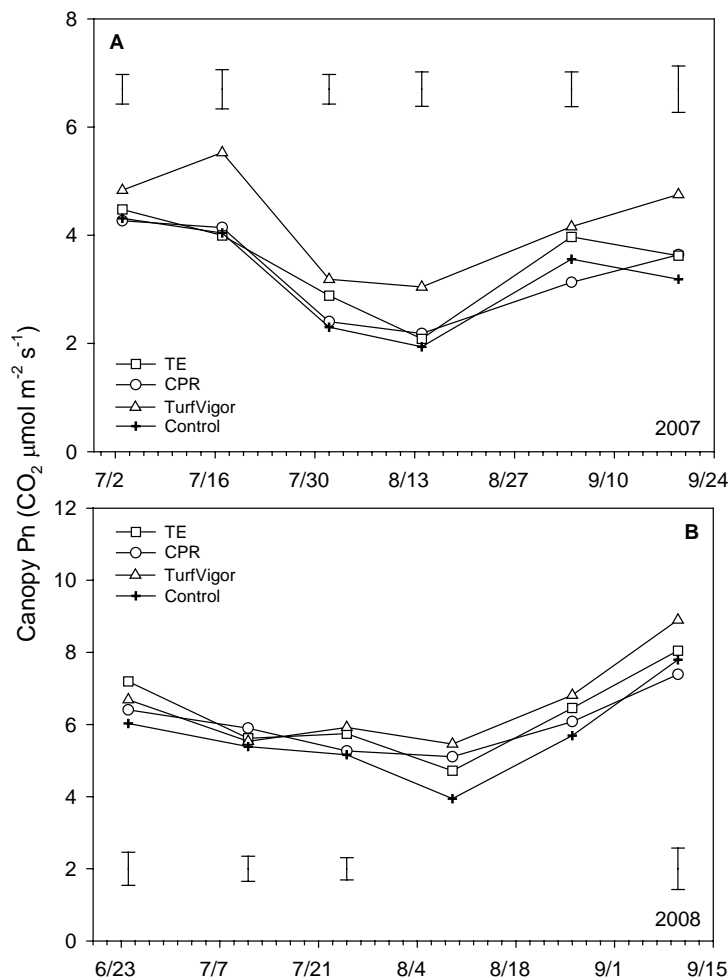 Canopy Pn (CO₂ μmol m⁻² s⁻¹)
8
6
4
2
0
A
TE
CPR
TurfVigor
Control
2007
7/2 7/16 7/30 8/13 8/27 9/10 9/24
12
10
8
6
4
2
0
TE
CPR
TurfVigor
Control
B
2008
6/23 7/7 7/21 8/4 8/18 9/1 9/15